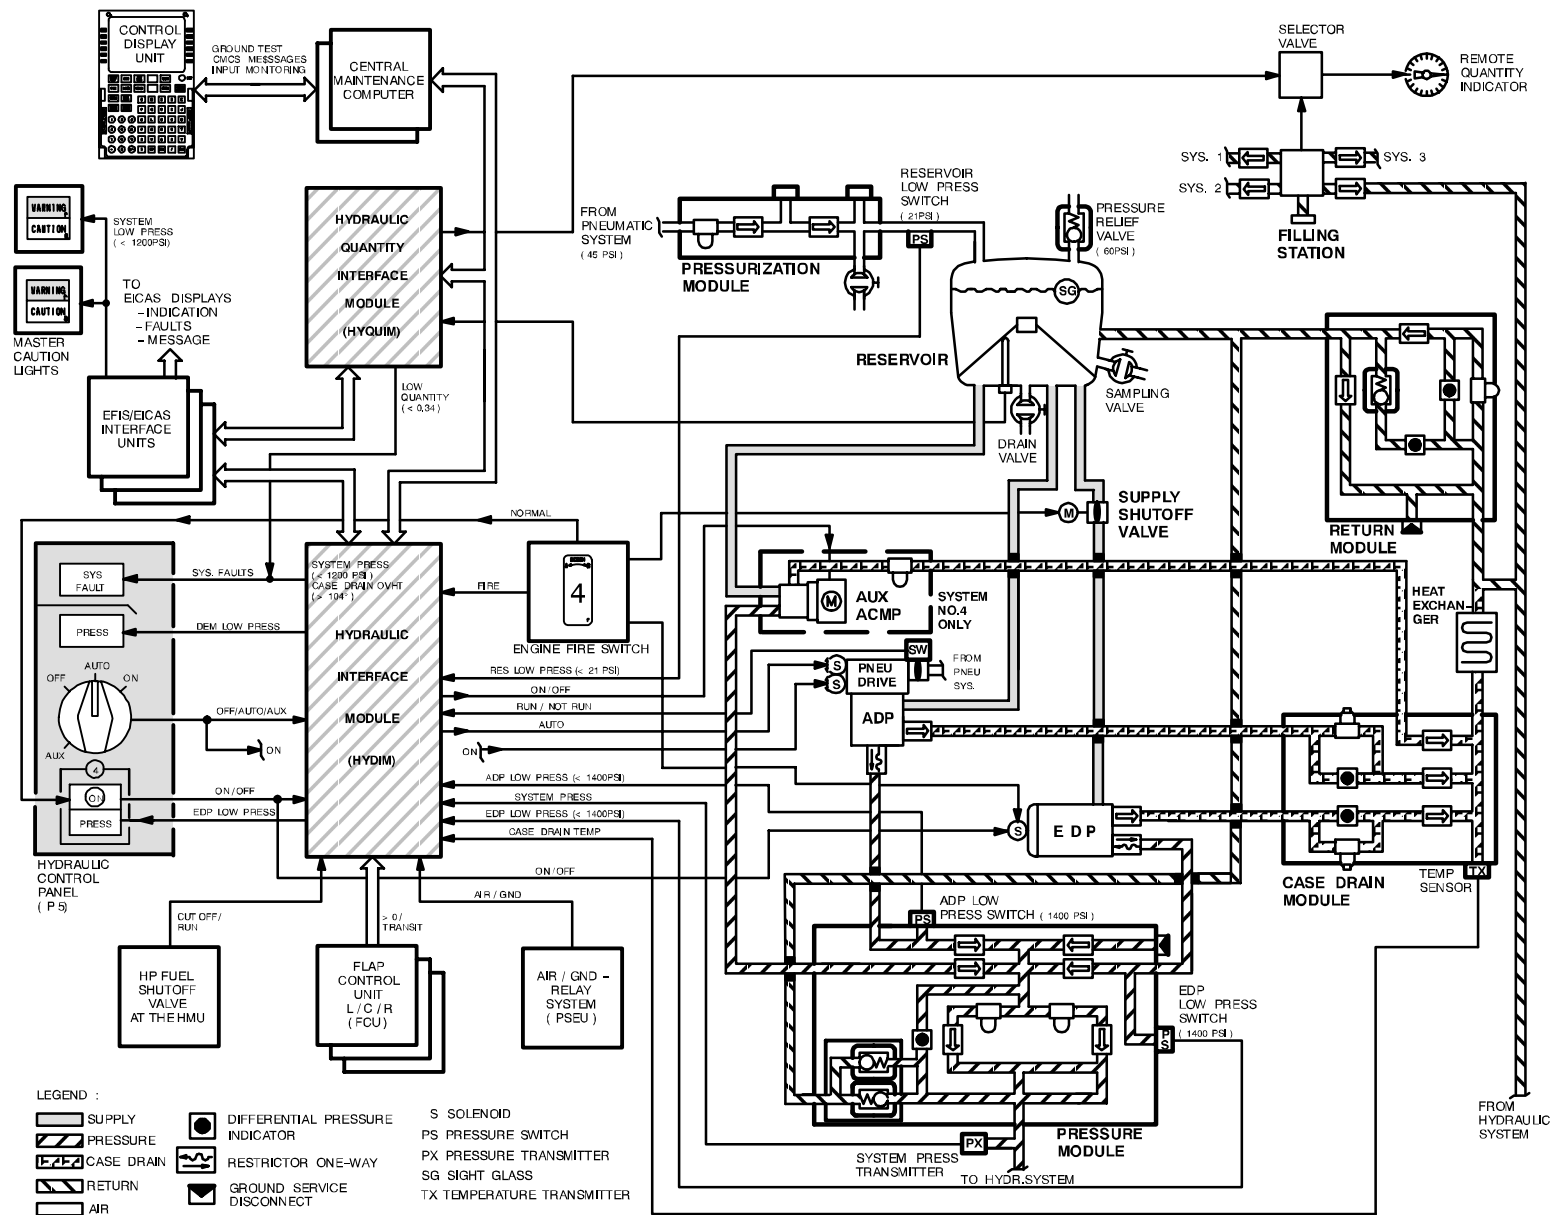 CONTROL
DISPLAY
UNIT
GROUND TEST
CMCS MESSSAGES
INPUT MONITORING
CENTRAL
MAINTENANCE
COMPUTER
SELECTOR
VALVE
REMOTE
QUANTITY
INDICATOR
SYS. 1
SYS. 3
SYS. 2
FILLING
STATION
WARNING
CAUTION
SYSTEM
LOW PRESS
(< 1200PSI)
WARNING
CAUTION
MASTER
CAUTION
LIGHTS
TO
EICAS DISPLAYS
– INDICATION
– FAULTS
– MESSAGE
EFIS/EICAS
INTERFACE
UNITS
HYDRAULIC
QUANTITY
INTERFACE
MODULE
(HYQUIM)
LOW
QUANTITY
(< 0,34)
FROM
PNEUMATIC
SYSTEM
(45 PSI)
PRESSURIZATION
MODULE
RESERVOIR
LOW PRESS
SWITCH
(21PSI)
PS
PRESSURE
RELIEF
VALVE
(60PSI)
SG
RESERVOIR
SAMPLING
VALVE
DRAIN
VALVE
M
SUPPLY
SHUTOFF
VALVE
RETURN
MODULE
NORMAL
SYS
FAULT
SYS. FAULTS
PRESS
DEM LOW PRESS
AUTO
OFF
ON
AUX
OFF/AUTO/AUX
ON
4
ON
PRESS
ON/OFF
EDP LOW PRESS
HYDRAULIC
CONTROL
PANEL
( P 5)
SYSTEM PRESS
(< 1200 PSI)
CASE DRAIN OVHT
(> 104°)
HYDRAULIC
INTERFACE
MODULE
(HYDIM)
FIRE
4
ENGINE FIRE SWITCH
RES LOW PRESS (< 21 PSI)
ON/OFF
RUN / NOT RUN
AUTO
ON
ADP LOW PRESS (< 1400PSI)
SYSTEM PRESS
EDP LOW PRESS (< 1400PSI)
CASE DRAIN TEMP
ON/OFF
M
AUX
ACMP
SYSTEM
NO.4
ONLY
SW
S
S
PNEU
DRIVE
FROM
PNEU
SYS.
ADP
S
EDP
HEAT
EXCHAN-
GER
TEMP
SENSOR
TX
CASE DRAIN
MODULE
CUT OFF/
RUN
HP FUEL
SHUTOFF
VALVE
AT THE HMU
> 0 /
TRANSIT
FLAP
CONTROL
UNIT
L / C / R
( FCU )
AIR / GND
AIR / GND –
RELAY
SYSTEM
( PSEU )
ADP LOW
PRESS SWITCH ( 1400 PSI )
PS
EDP
LOW PRESS
SWITCH
( 1400 PSI )
PS
PRESSURE
MODULE
PX
SYSTEM PRESS
TRANSMITTER
TO HYDR.SYSTEM
FROM
HYDRAULIC
SYSTEM
LEGEND :
SUPPLY
PRESSURE
CASE DRAIN
RETURN
AIR
DIFFERENTIAL PRESSURE
INDICATOR
RESTRICTOR ONE–WAY
GROUND SERVICE
DISCONNECT
S SOLENOID
PS PRESSURE SWITCH
PX PRESSURE TRANSMITTER
SG SIGHT GLASS
TX TEMPERATURE TRANSMITTER